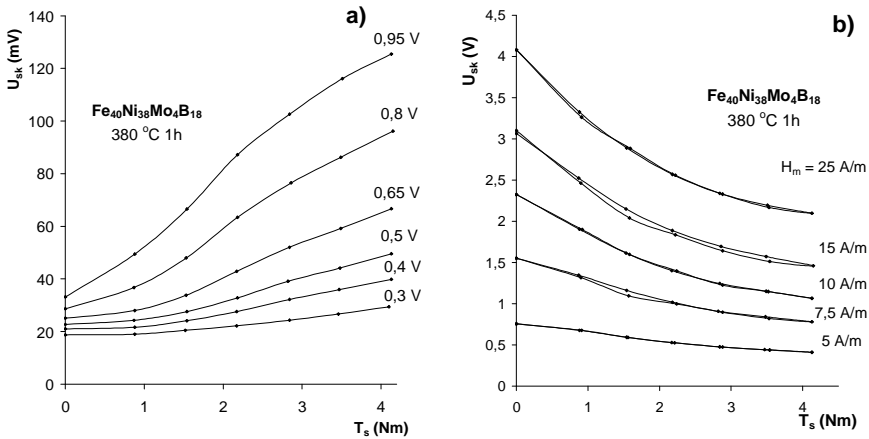 a)
U_sk (mV)
140
120
100
80
60
40
20
0
0 1 2 3 4
T_s (Nm)
Fe₄₀Ni₃₈Mo₄B₁₈
380 °C 1h
0,95 V
0,8 V
0,65 V
0,5 V
0,4 V
0,3 V
b)
U_sk (V)
4,5
4
3,5
3
2,5
2
1,5
1
0,5
0
0 1 2 3 4
T_s (Nm)
Fe₄₀Ni₃₈Mo₄B₁₈
380 °C 1h
H_m = 25 A/m
15 A/m
10 A/m
7,5 A/m
5 A/m